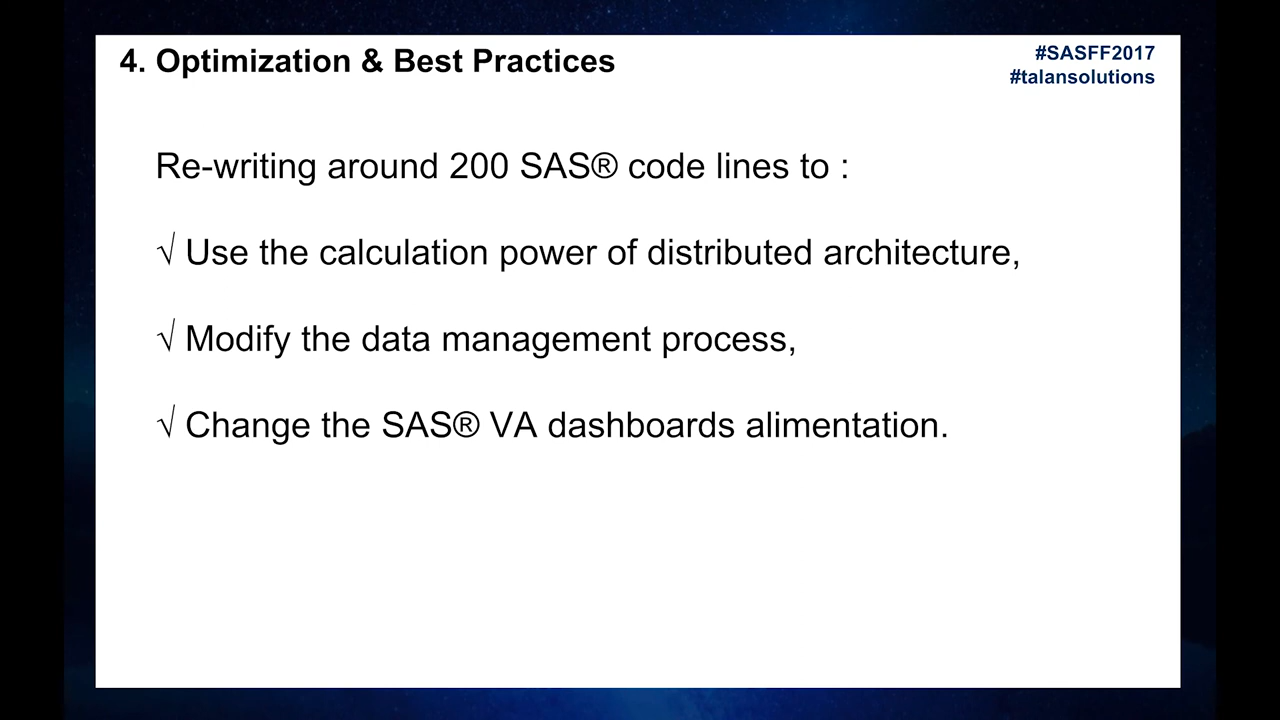 4. Optimization & Best Practices
#SASFF2017
#talansolutions
Re-writing around 200 SAS® code lines to :
√ Use the calculation power of distributed architecture,
√ Modify the data management process,
√ Change the SAS® VA dashboards alimentation.